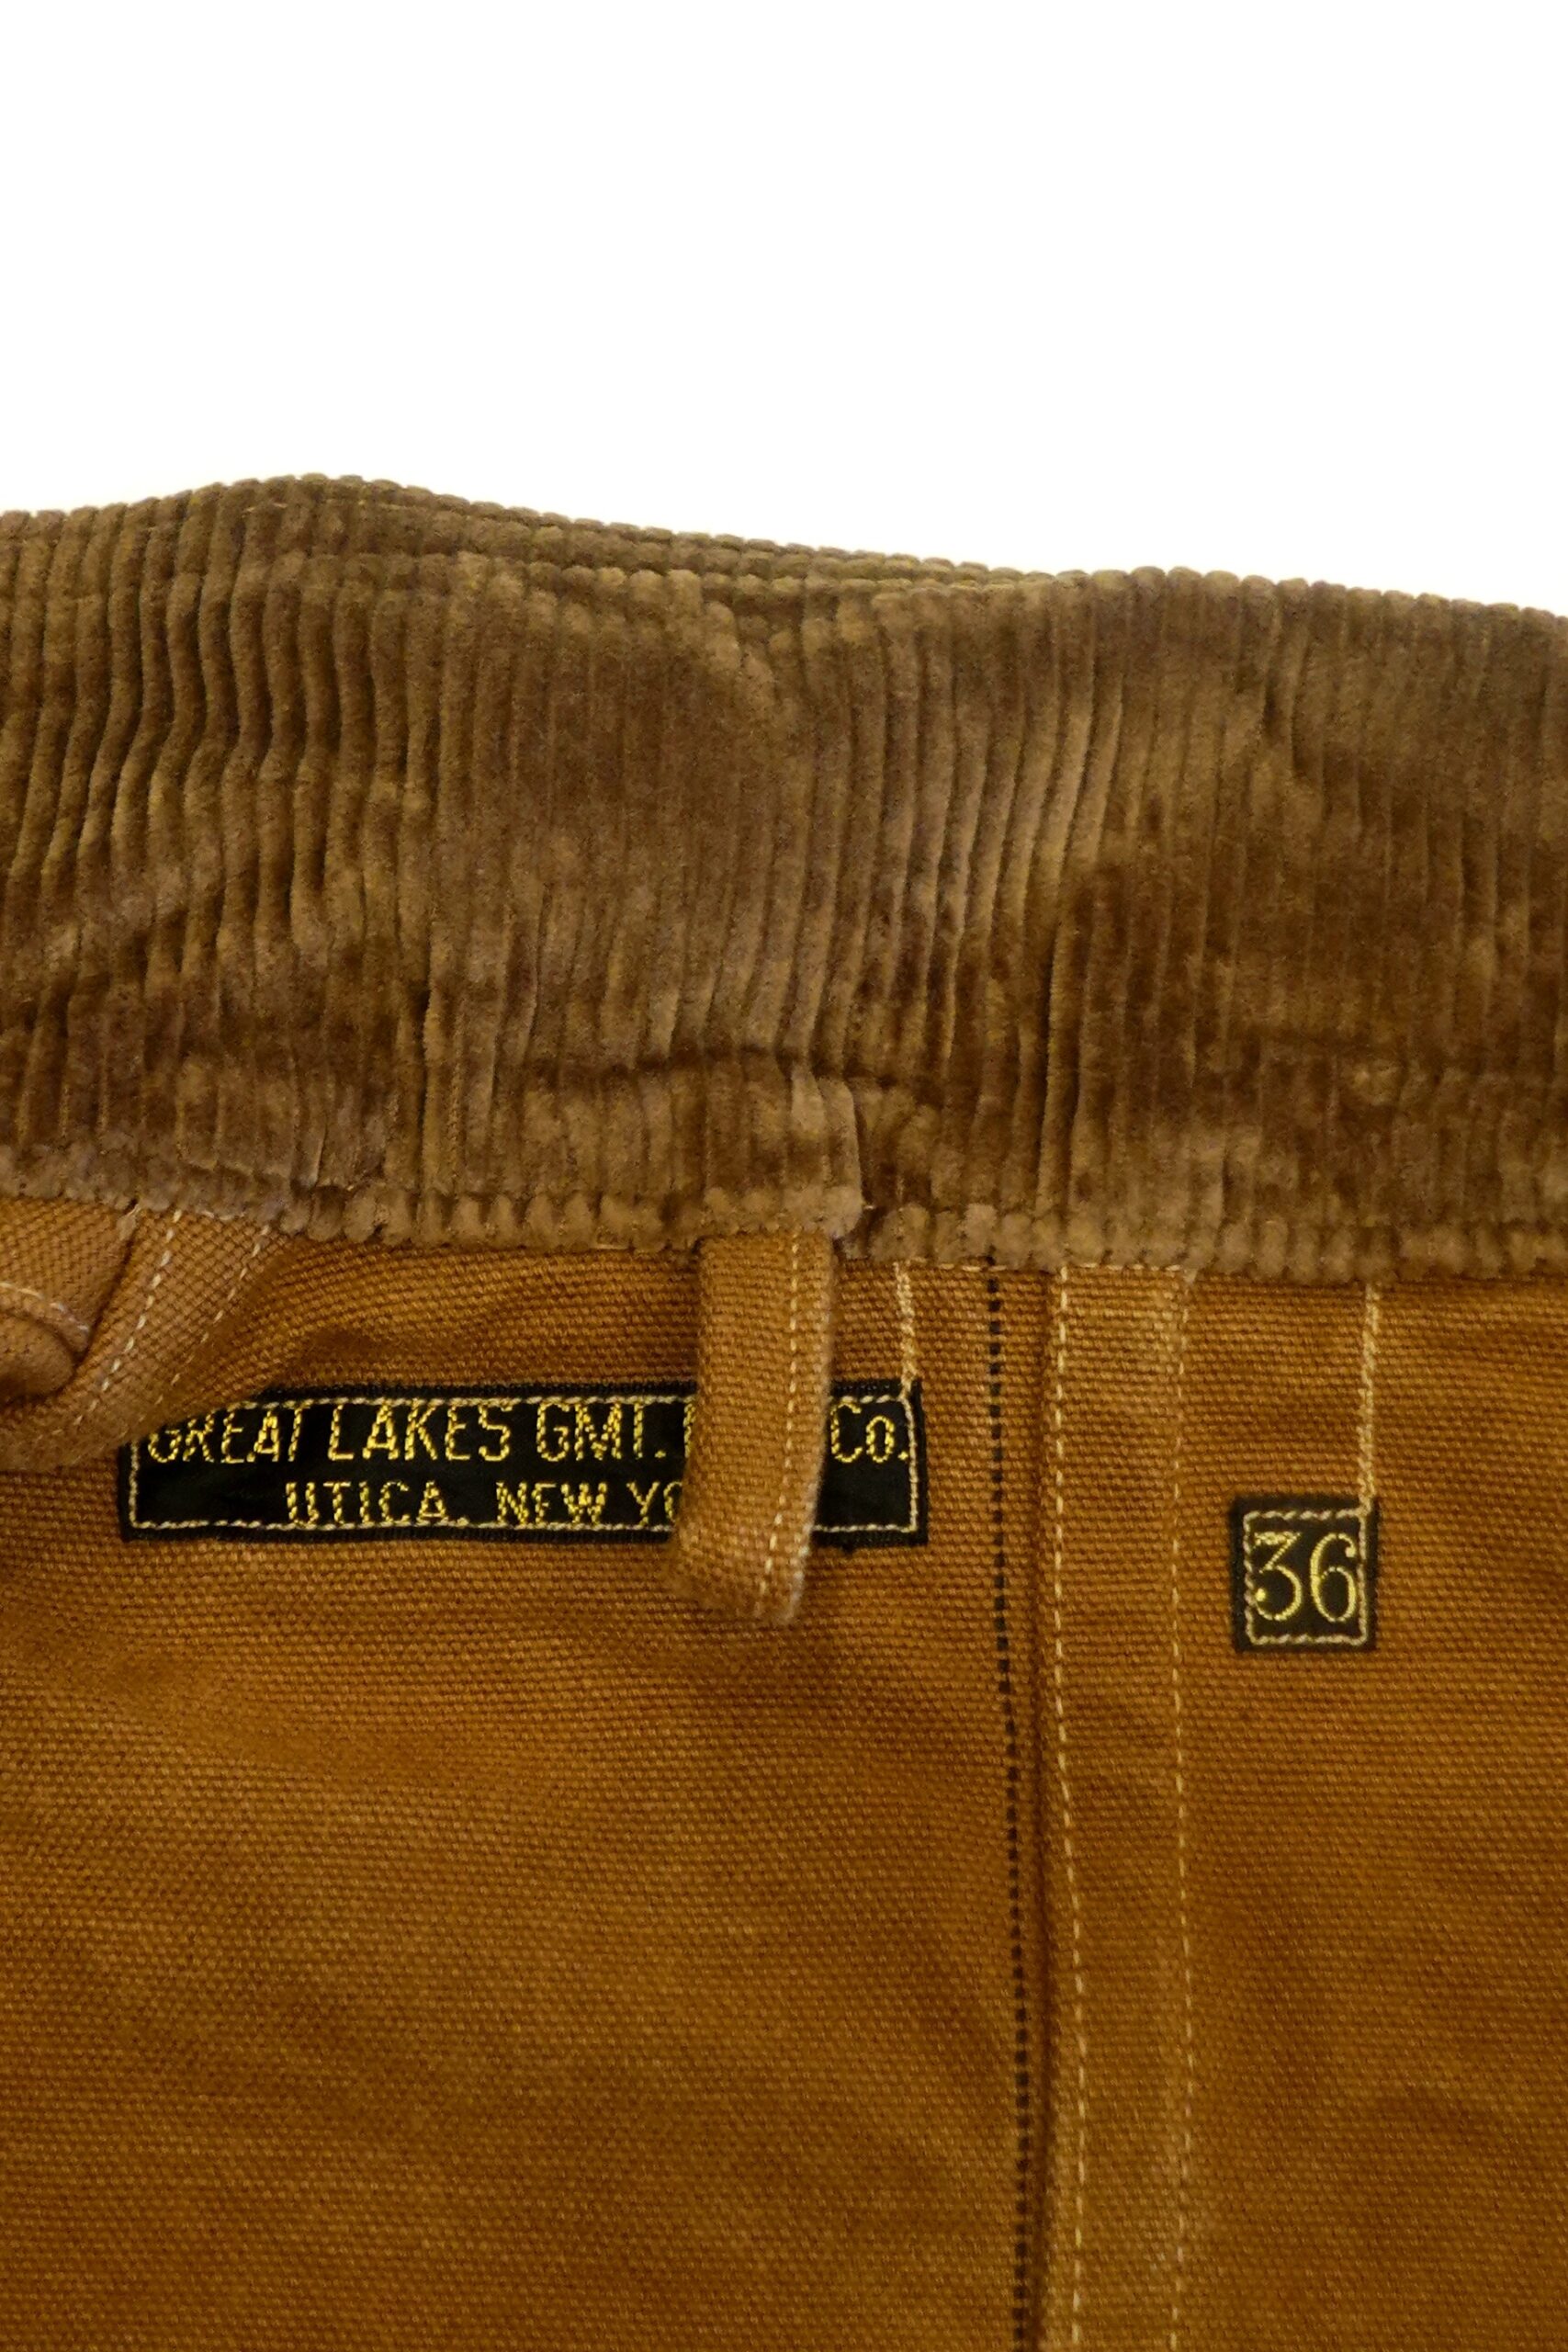 GREAT LAKES GMT. Co.
UTICA, NEW
36